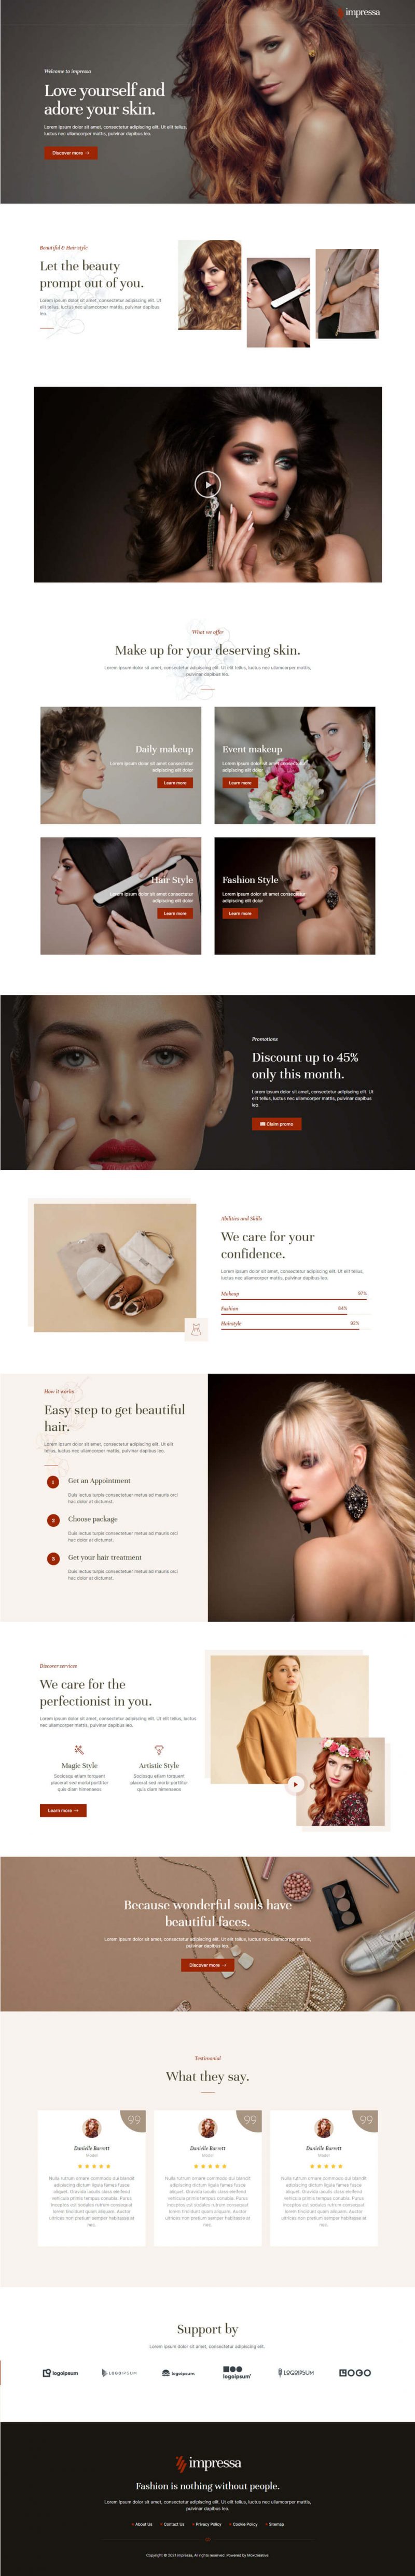 impressa
Welcome to impressa
Love yourself and
adore your skin.
Lorem ipsum dolor sit amet, consectetur adipiscing elit. Ut elit tellus,
luctus nec ullamcorper mattis, pulvinar dapibus leo.
Discover more →
Beautiful & Hair style
Let the beauty
prompt out of you.
Lorem ipsum dolor sit amet, consectetur adipiscing elit. Ut
elit tellus, luctus nec ullamcorper mattis, pulvinar dapibus
leo.
What we offer
Make up for your deserving skin.
Lorem ipsum dolor sit amet, consectetur adipiscing elit. Ut elit tellus, luctus nec ullamcorper mattis,
pulvinar dapibus leo.
Daily makeup
Lorem ipsum dolor sit amet, consectetur
adipiscing elit dolor
Learn more
Event makeup
Lorem ipsum dolor sit amet, consectetur
adipiscing elit dolor
Learn more
Hair Style
Lorem ipsum dolor sit amet, consectetur
adipiscing elit dolor
Learn more
Fashion Style
Lorem ipsum dolor sit amet, consectetur
adipiscing elit dolor
Learn more
Promotions
Discount up to 45%
only this month.
Lorem ipsum dolor sit amet, consectetur adipiscing elit. Ut
elit tellus, luctus nec ullamcorper mattis, pulvinar dapibus
leo.
Claim promo
Abilities and Skills
We care for your
confidence.
Lorem ipsum dolor sit amet, consectetur adipiscing elit. Ut elit tellus,
luctus nec ullamcorper mattis, pulvinar dapibus leo.
Makeup 97%
Fashion 84%
Hairstyle 92%
How it works
Easy step to get beautiful
hair.
Lorem ipsum dolor sit amet, consectetur adipiscing elit. Ut elit
tellus, luctus nec ullamcorper mattis, pulvinar dapibus leo.
1 Get an Appointment
Duis lectus turpis consectetuer metus ad mauris orci
hac dolor at dictumst.
2 Choose package
Duis lectus turpis consectetuer metus ad mauris orci
hac dolor at dictumst.
3 Get your hair treatment
Duis lectus turpis consectetuer metus ad mauris orci
hac dolor at dictumst.
Discover services
We care for the
perfectionist in you.
Lorem ipsum dolor sit amet, consectetur adipiscing elit. Ut elit tellus, luctus
nec ullamcorper mattis, pulvinar dapibus leo.
Magic Style
Sociosqu etiam torquent
placerat sed morbi porttitor
quis diam himenaeos
Artistic Style
Sociosqu etiam torquent
placerat sed morbi porttitor
quis diam himenaeos
Learn more →
Because wonderful souls have
beautiful faces.
Lorem ipsum dolor sit amet, consectetur adipiscing elit. Ut elit tellus, luctus nec ullamcorper mattis,
pulvinar dapibus leo.
Discover more →
Testimonial
What they say.
Danielle Barrett
Model
Nulla rutrum ornare commodo dui blandit
adipiscing dictum ligula fames fusce
aliquet. Gravida iaculis class eleifend
vehicula primis tempus conubia. Purus
inceptos est sodales rutrum consequat
lorem tincidunt quam aliquam. Auctor
ultrices non pretium semper habitasse et
nec.
Danielle Barrett
Model
Nulla rutrum ornare commodo dui blandit
adipiscing dictum ligula fames fusce
aliquet. Gravida iaculis class eleifend
vehicula primis tempus conubia. Purus
inceptos est sodales rutrum consequat
lorem tincidunt quam aliquam. Auctor
ultrices non pretium semper habitasse et
nec.
Danielle Barrett
Model
Nulla rutrum ornare commodo dui blandit
adipiscing dictum ligula fames fusce
aliquet. Gravida iaculis class eleifend
vehicula primis tempus conubia. Purus
inceptos est sodales rutrum consequat
lorem tincidunt quam aliquam. Auctor
ultrices non pretium semper habitasse et
nec.
Support by
Lorem ipsum dolor sit amet, consectetur adipiscing elit.
logoipsum
LOGOIPSUM
logoipsum
logoipsum'
LOGOIPSUM
LOGO
impressa
Fashion is nothing without people.
Lorem ipsum dolor sit amet, consectetur adipiscing elit. Ut elit tellus, luctus nec ullamcorper mattis,
pulvinar dapibus leo.
About Us Contact Us Privacy Policy Cookie Policy Sitemap
Copyright © 2021 impressa, All rights reserved. Powered by MoxCreative.